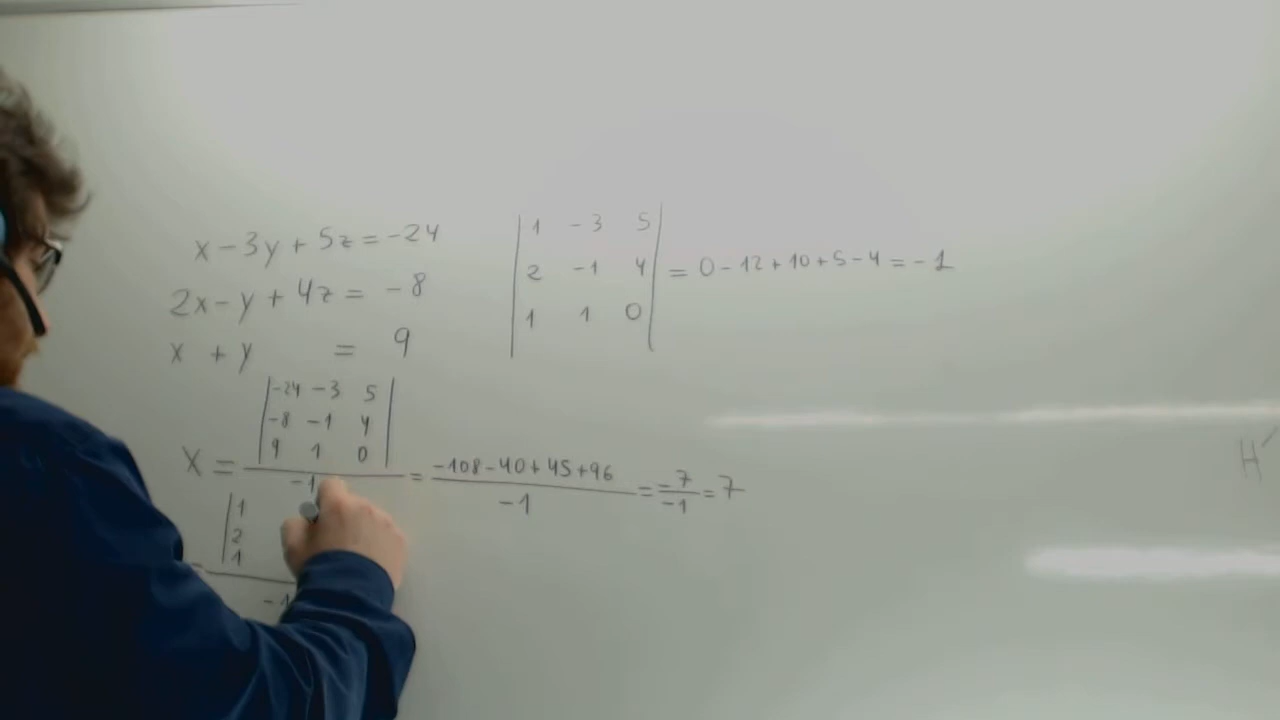 x - 3y + 5z = -24
2x - y + 4z = -8
x + y = 9
| 1 -3 5 |
| 2 -1 4 | = 0 - 12 + 10 + 5 - 4 = -1
| 1 1 0 |
| -24 -3 5 |
| -8 -1 4 |
| 9 1 0 |
X = / -1 = -108 - 40 + 45 + 96 / -1 = -7 / -1 = 7
| 1
| 2
| 1
-1
H